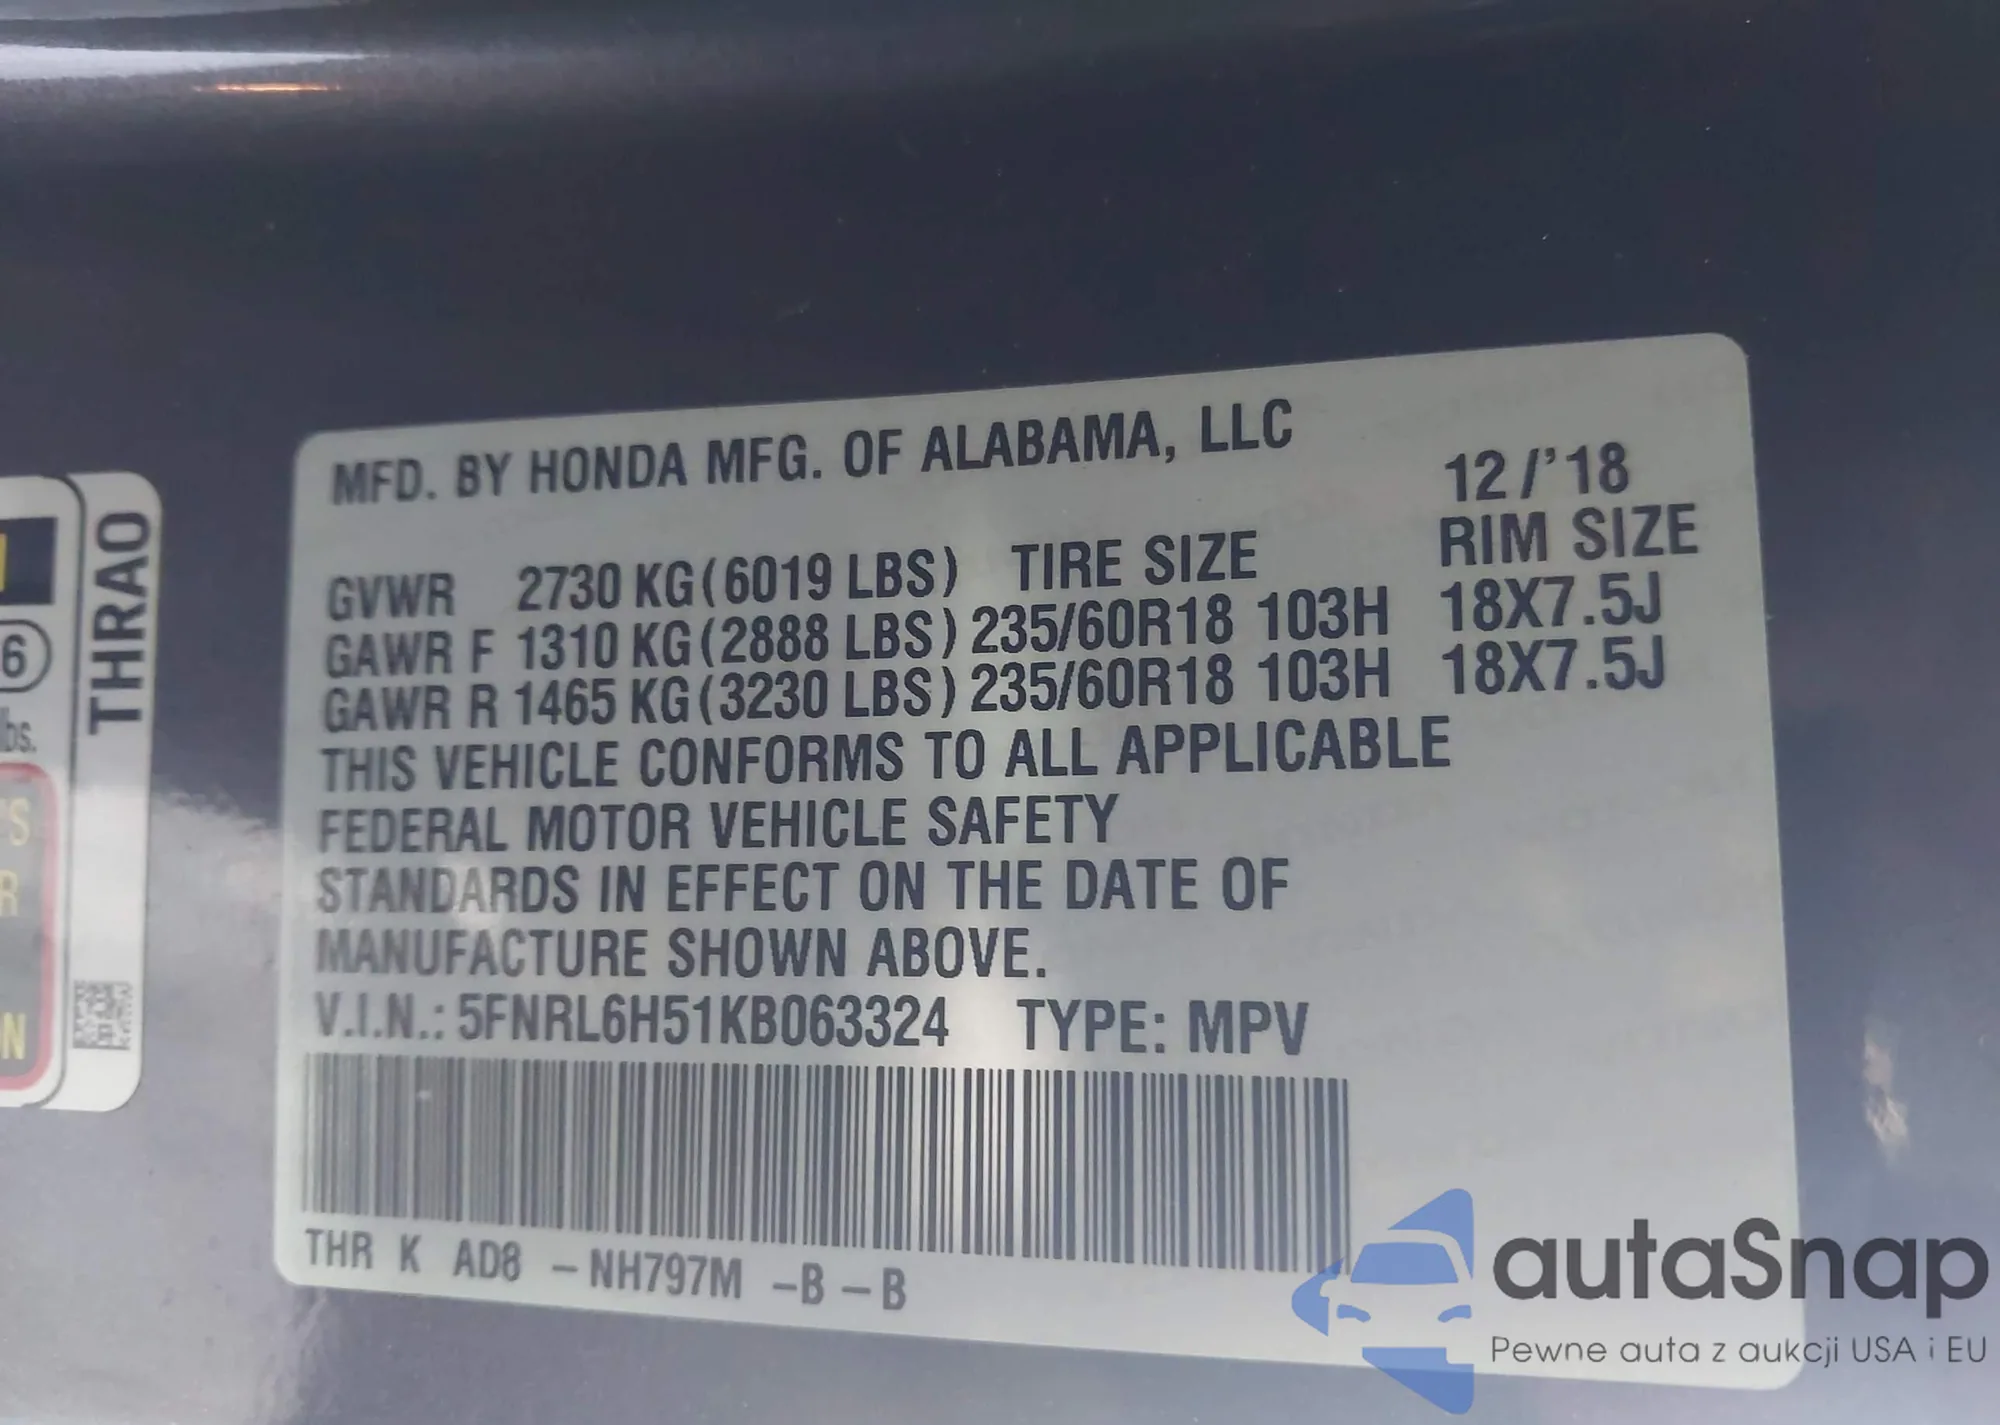 MFD. BY HONDA MFG. OF ALABAMA, LLC
12/'18
GVWR 2730 KG(6019 LBS) TIRE SIZE RIM SIZE
GAWR F 1310 KG(2888 LBS) 235/60R18 103H 18X7.5J
GAWR R 1465 KG(3230 LBS) 235/60R18 103H 18X7.5J
THIS VEHICLE CONFORMS TO ALL APPLICABLE
FEDERAL MOTOR VEHICLE SAFETY
STANDARDS IN EFFECT ON THE DATE OF
MANUFACTURE SHOWN ABOVE.
V.I.N.: 5FNRL6H51KB063324 TYPE: MPV
THR K AD8 -NH797M -B-B
THRAO
6
lbs.
'S
R
N
autaSnap
Pewne auta z aukcji USA i EU